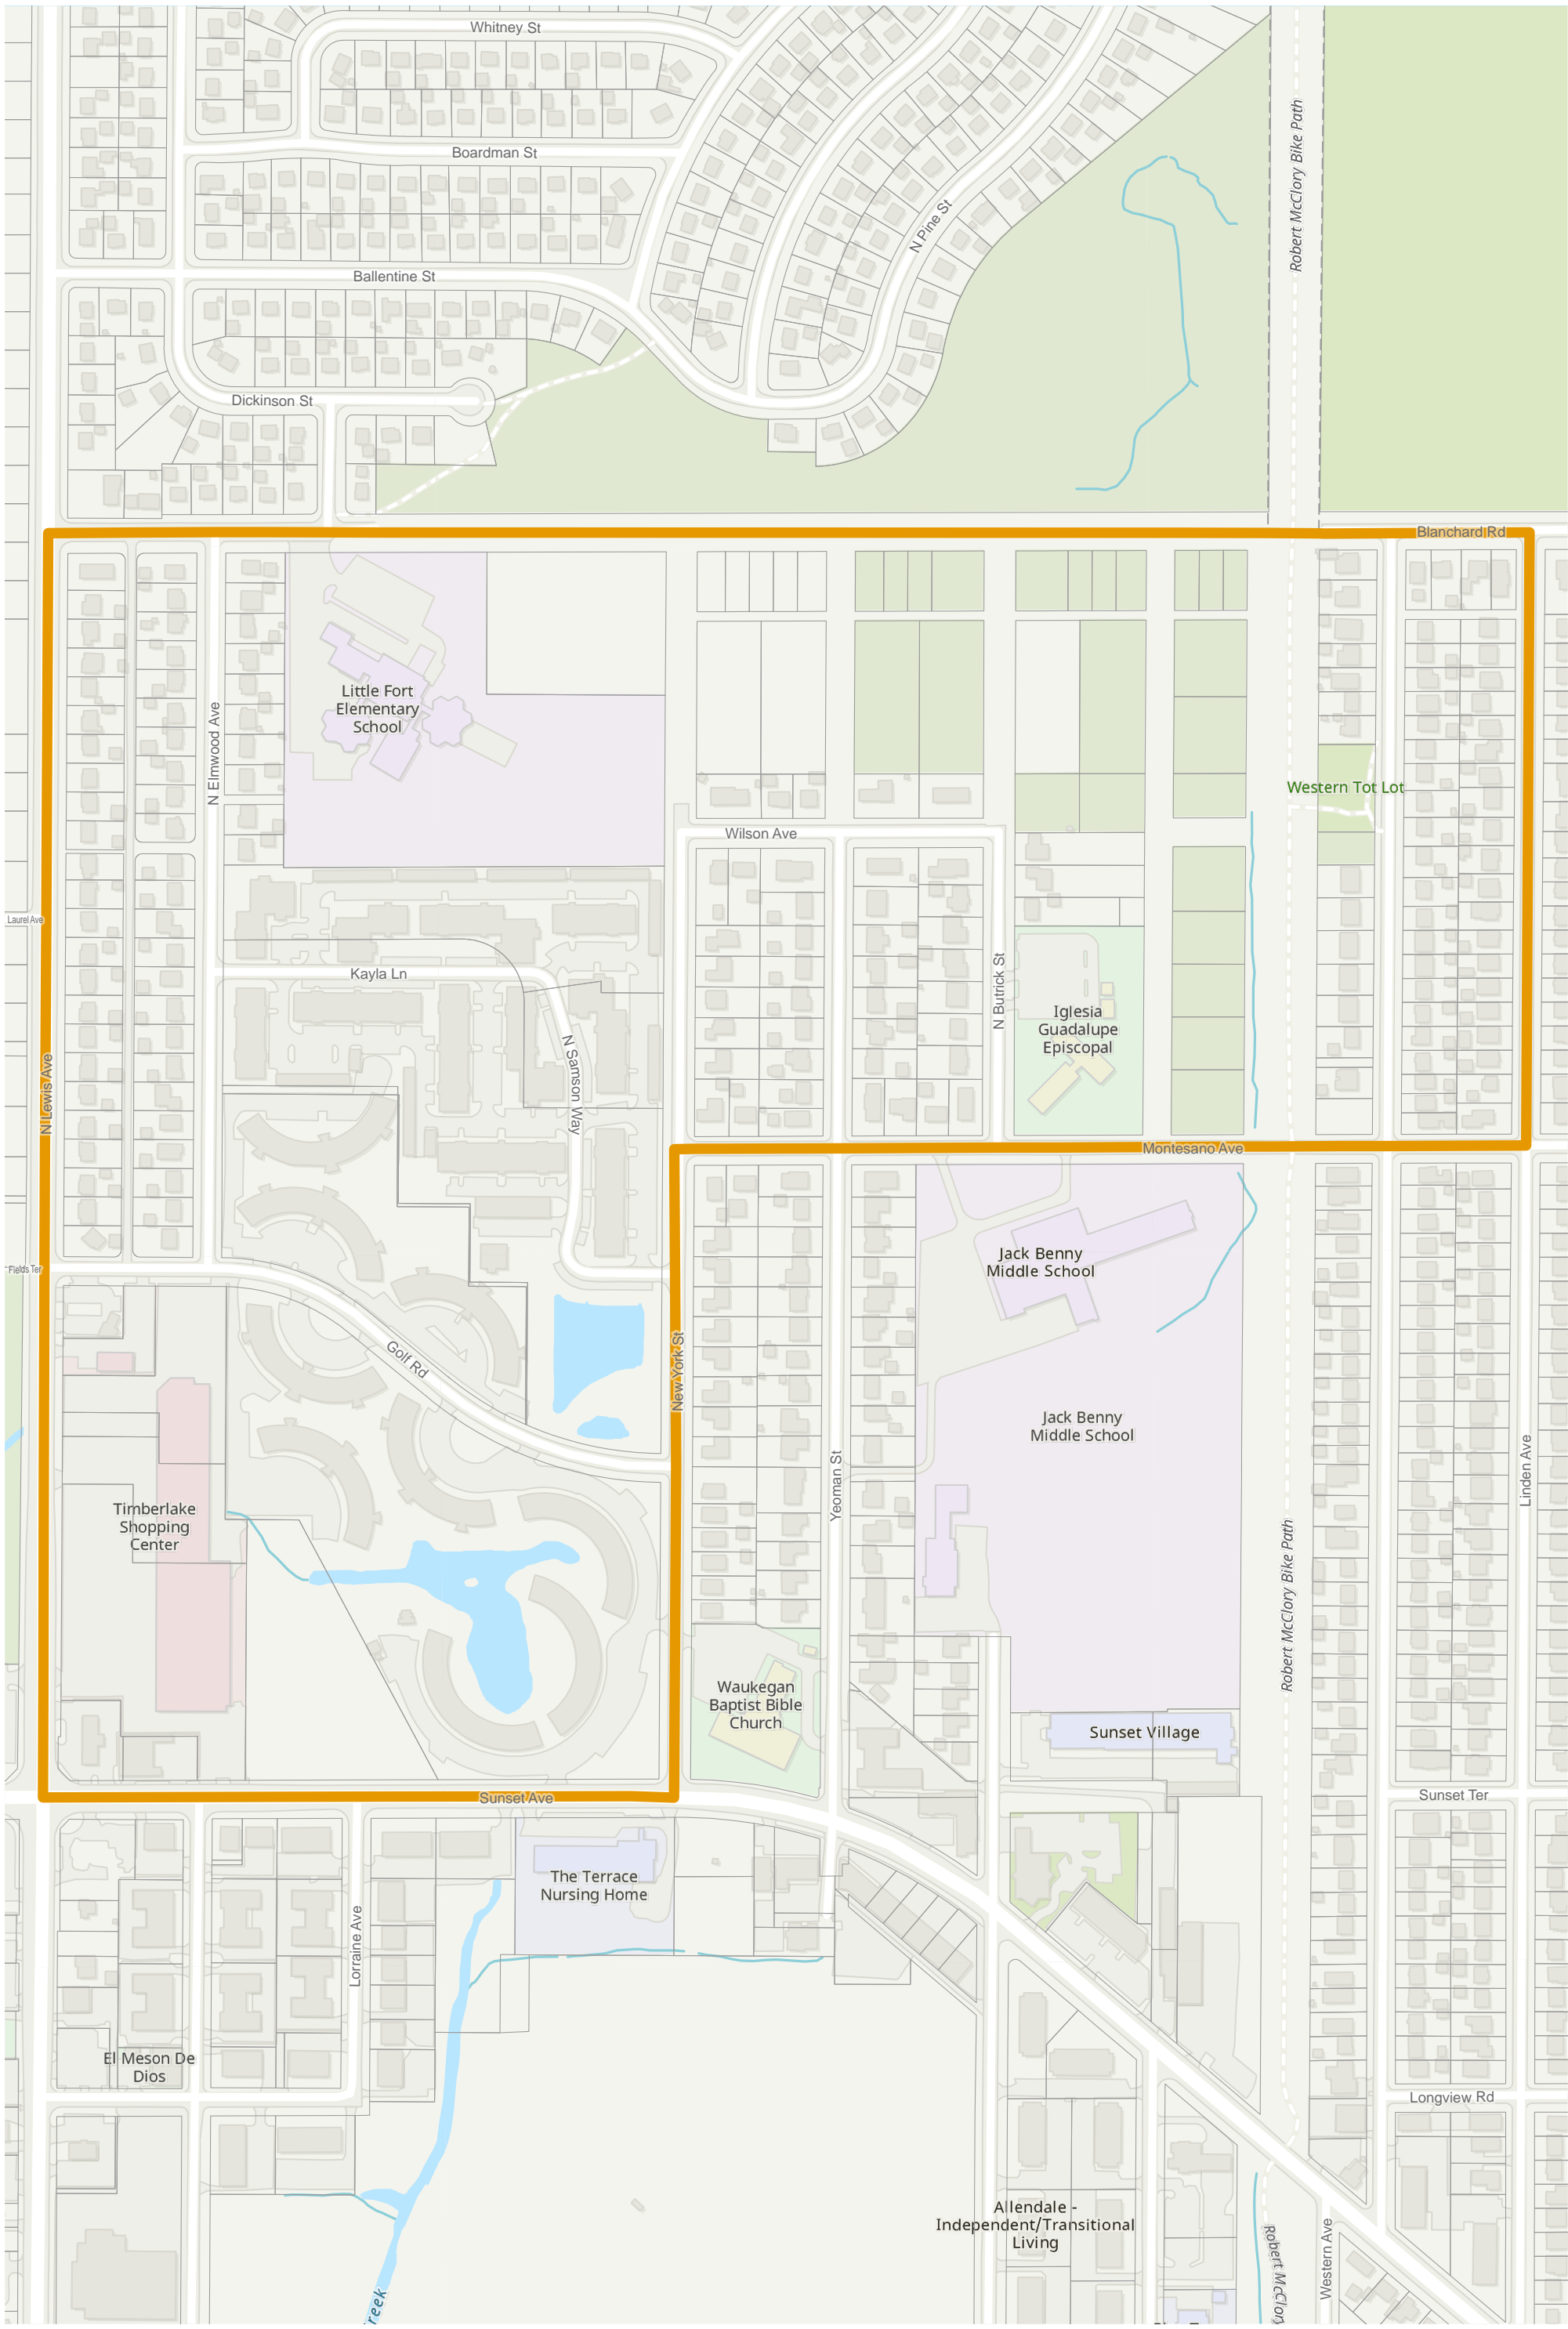 Whitney St
Boardman St
Robert McClory Bike Path
N Pine St
Ballentine St
Dickinson St
Blanchard Rd
Little Fort
Elementary
School
N Elmwood Ave
Western Tot Lot
Wilson Ave
Laurel Ave
Kayla Ln
N Butrick St
Iglesia
Guadalupe
Episcopal
N Samson Way
N Lewis Ave
Montesano Ave
Jack Benny
Middle School
Fields Ter
Golf Rd
New York St
Jack Benny
Middle School
Yeoman St
Linden Ave
Timberlake
Shopping
Center
Robert McClory Bike Path
Waukegan
Baptist Bible
Church
Sunset Village
Sunset Ave
Sunset Ter
The Terrace
Nursing Home
Lorraine Ave
El Meson De
Dios
Longview Rd
Allendale -
Independent/Transitional
Living
Western Ave
Robert McClory
reek